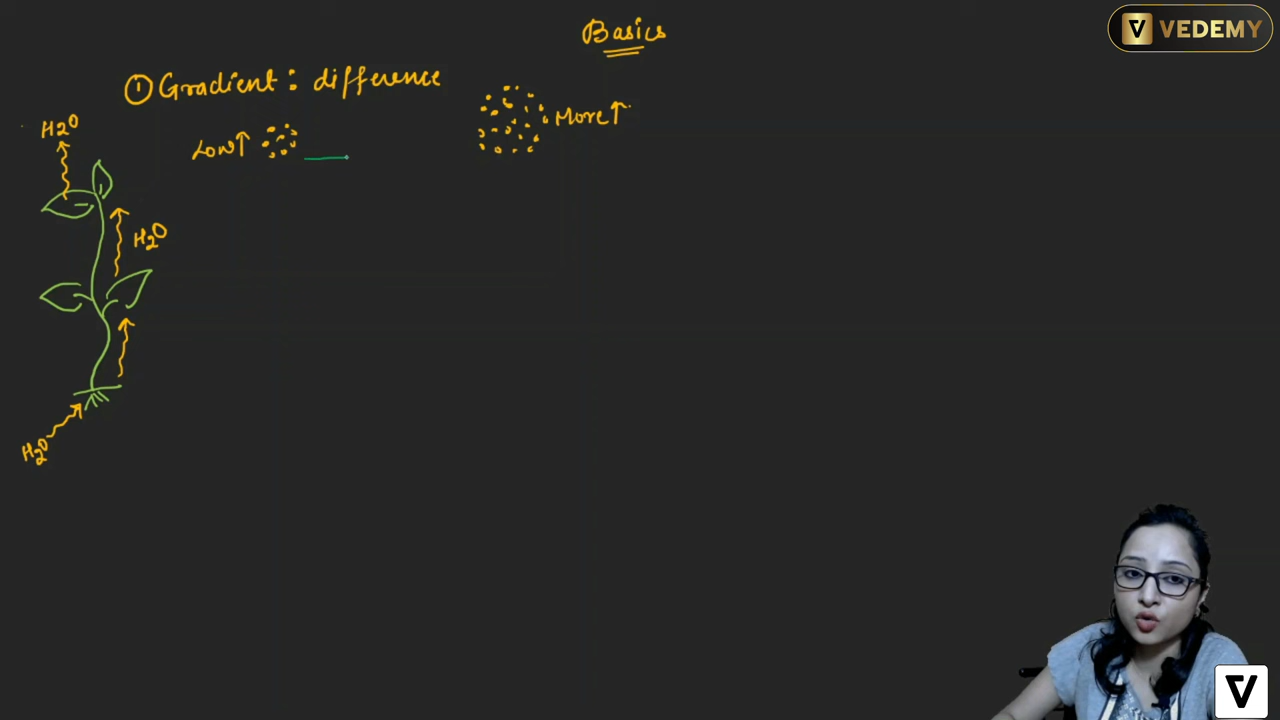 Basics
VEDEMY
① Gradient : difference
More ↑
Low ↑
H2O
H2O
H2O